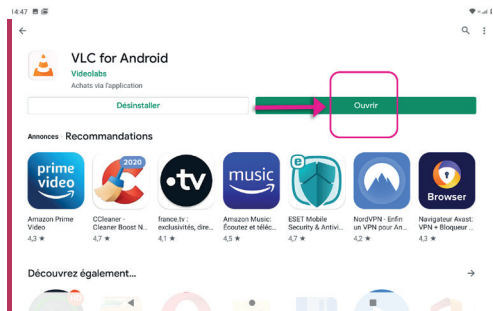 14:47
VLC for Android
Videolabs
Achats via l'application
Désinstaller
Ouvrir
Annonces · Recommandations
prime
video
2020
•tv
music
e
Browser
Amazon Prime
Video
4,3 ★
CCleaner -
Cleaner Boost N...
4,7 ★
france.tv :
exclusivités, dire...
4,1 ★
Amazon Music:
Écoutez et téléc...
4,5 ★
ESET Mobile
Security & Antivi...
4,7 ★
NordVPN - Enfin
un VPN pour An...
4,2 ★
Navigateur Avast:
VPN + Bloqueur ...
4,3 ★
Découvrez également...